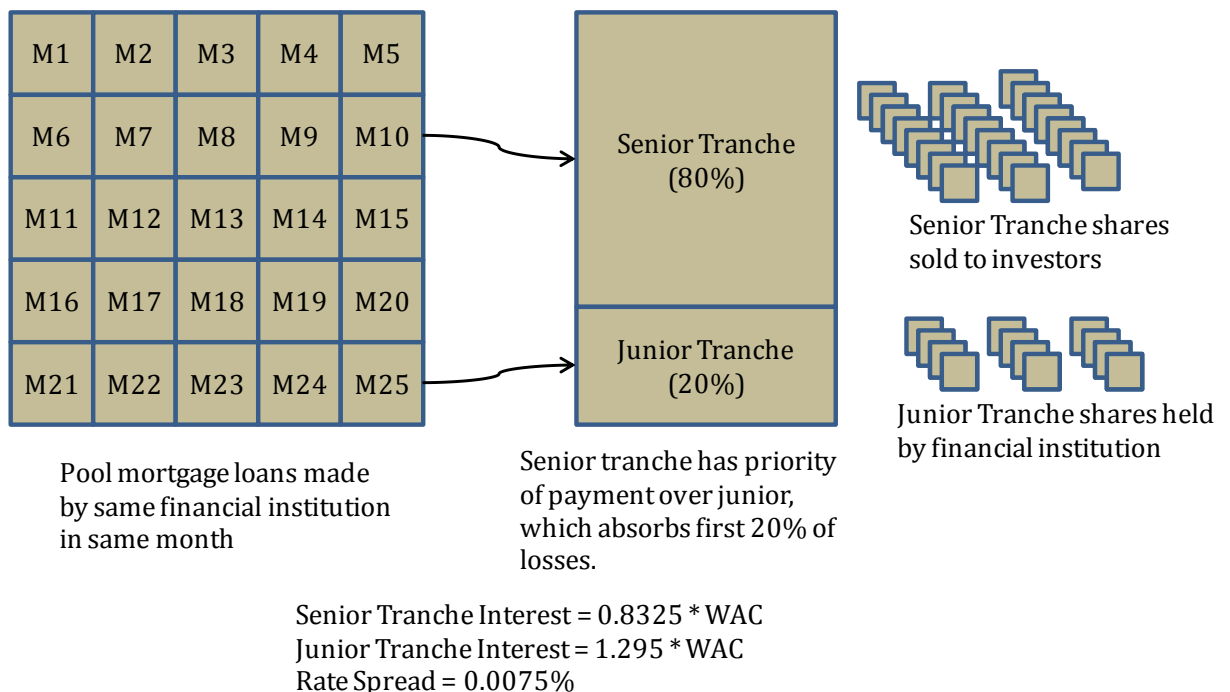 M1 M2 M3 M4 M5
M6 M7 M8 M9 M10
M11 M12 M13 M14 M15
M16 M17 M18 M19 M20
M21 M22 M23 M24 M25
Pool mortgage loans made
by same financial institution
in same month
Senior Tranche
(80%)
Junior Tranche
(20%)
Senior tranche has priority
of payment over junior,
which absorbs first 20% of
losses.
Senior Tranche shares
sold to investors
Junior Tranche shares held
by financial institution
Senior Tranche Interest = 0.8325 * WAC
Junior Tranche Interest = 1.295 * WAC
Rate Spread = 0.0075%